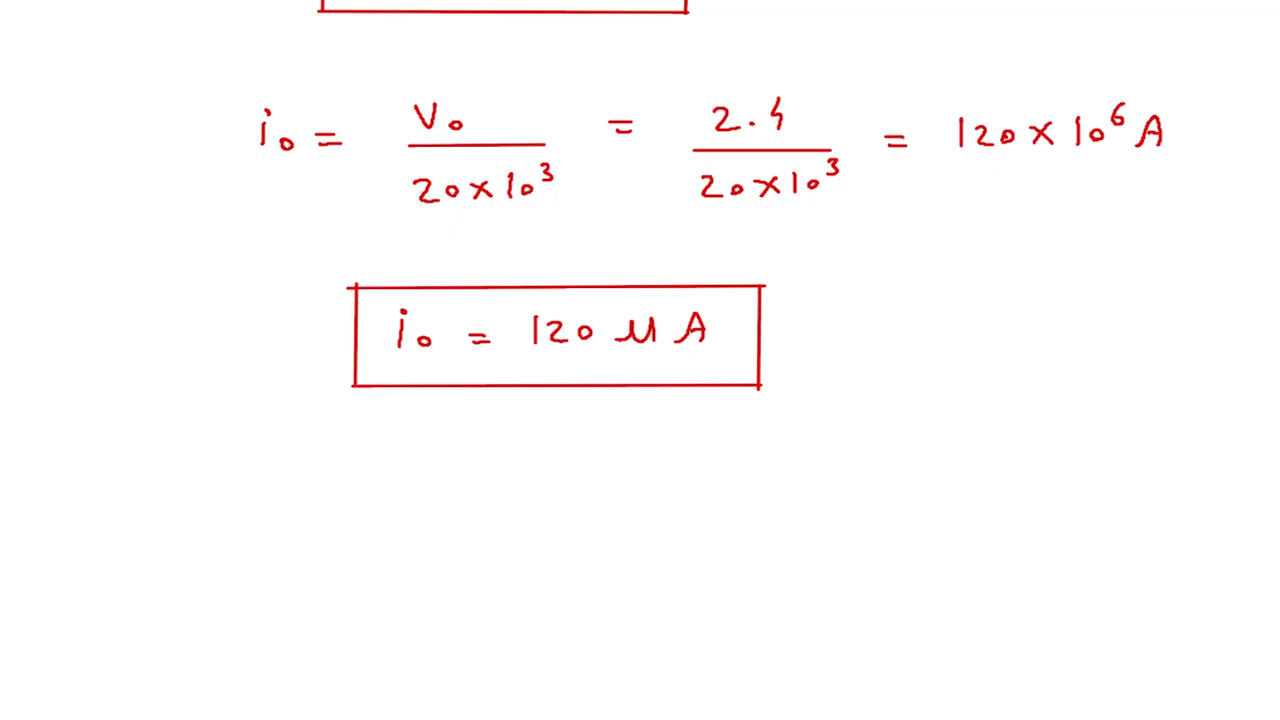 i₀ = V₀ / 20×10³ = 2.4 / 20×10³ = 120×10⁶ A
i₀ = 120 μA